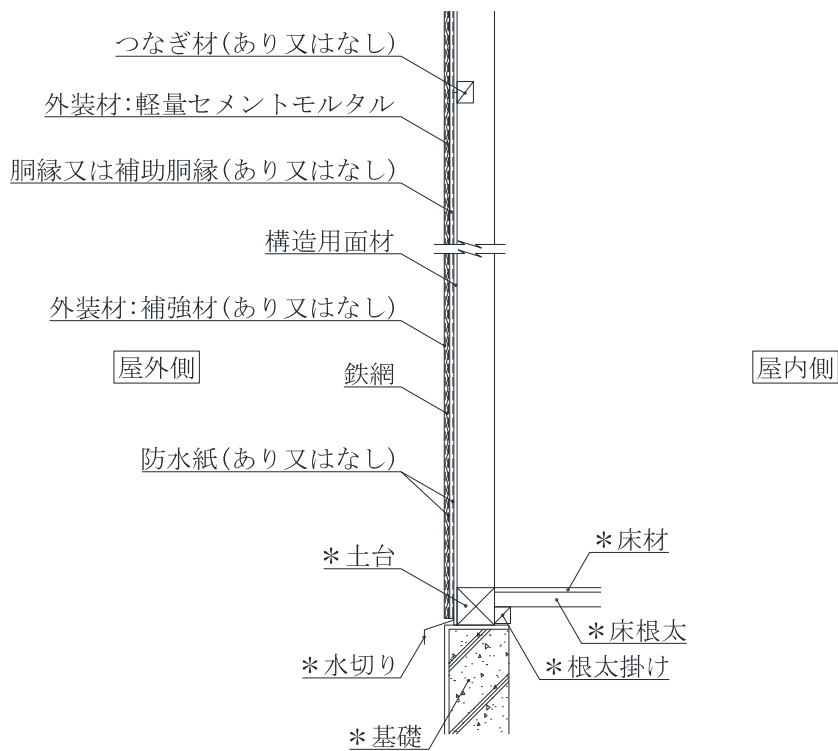 つなぎ材(あり又はなし)
外装材:軽量セメントモルタル
胴縁又は補助胴縁(あり又はなし)
構造用面材
外装材:補強材(あり又はなし)
屋外側
屋内側
鉄網
防水紙(あり又はなし)
*床材
*土台
*床根太
*水切り
*根太掛け
*基礎